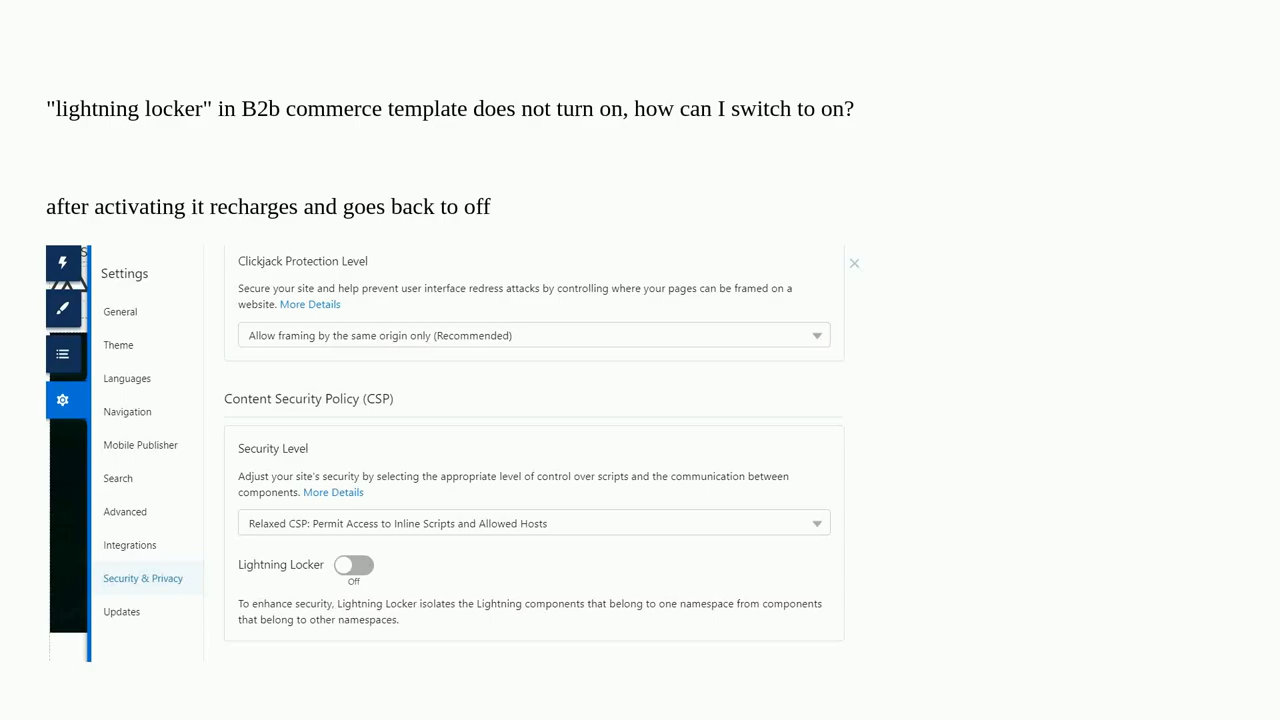 "lightning locker" in B2b commerce template does not turn on, how can I switch to on?
after activating it recharges and goes back to off
Settings
General
Theme
Languages
Navigation
Mobile Publisher
Search
Advanced
Integrations
Security & Privacy
Updates
Clickjack Protection Level
Secure your site and help prevent user interface redress attacks by controlling where your pages can be framed on a
website. More Details
Allow framing by the same origin only (Recommended)
Content Security Policy (CSP)
Security Level
Adjust your site's security by selecting the appropriate level of control over scripts and the communication between
components. More Details
Relaxed CSP: Permit Access to Inline Scripts and Allowed Hosts
Lightning Locker
Off
To enhance security, Lightning Locker isolates the Lightning components that belong to one namespace from components
that belong to other namespaces.